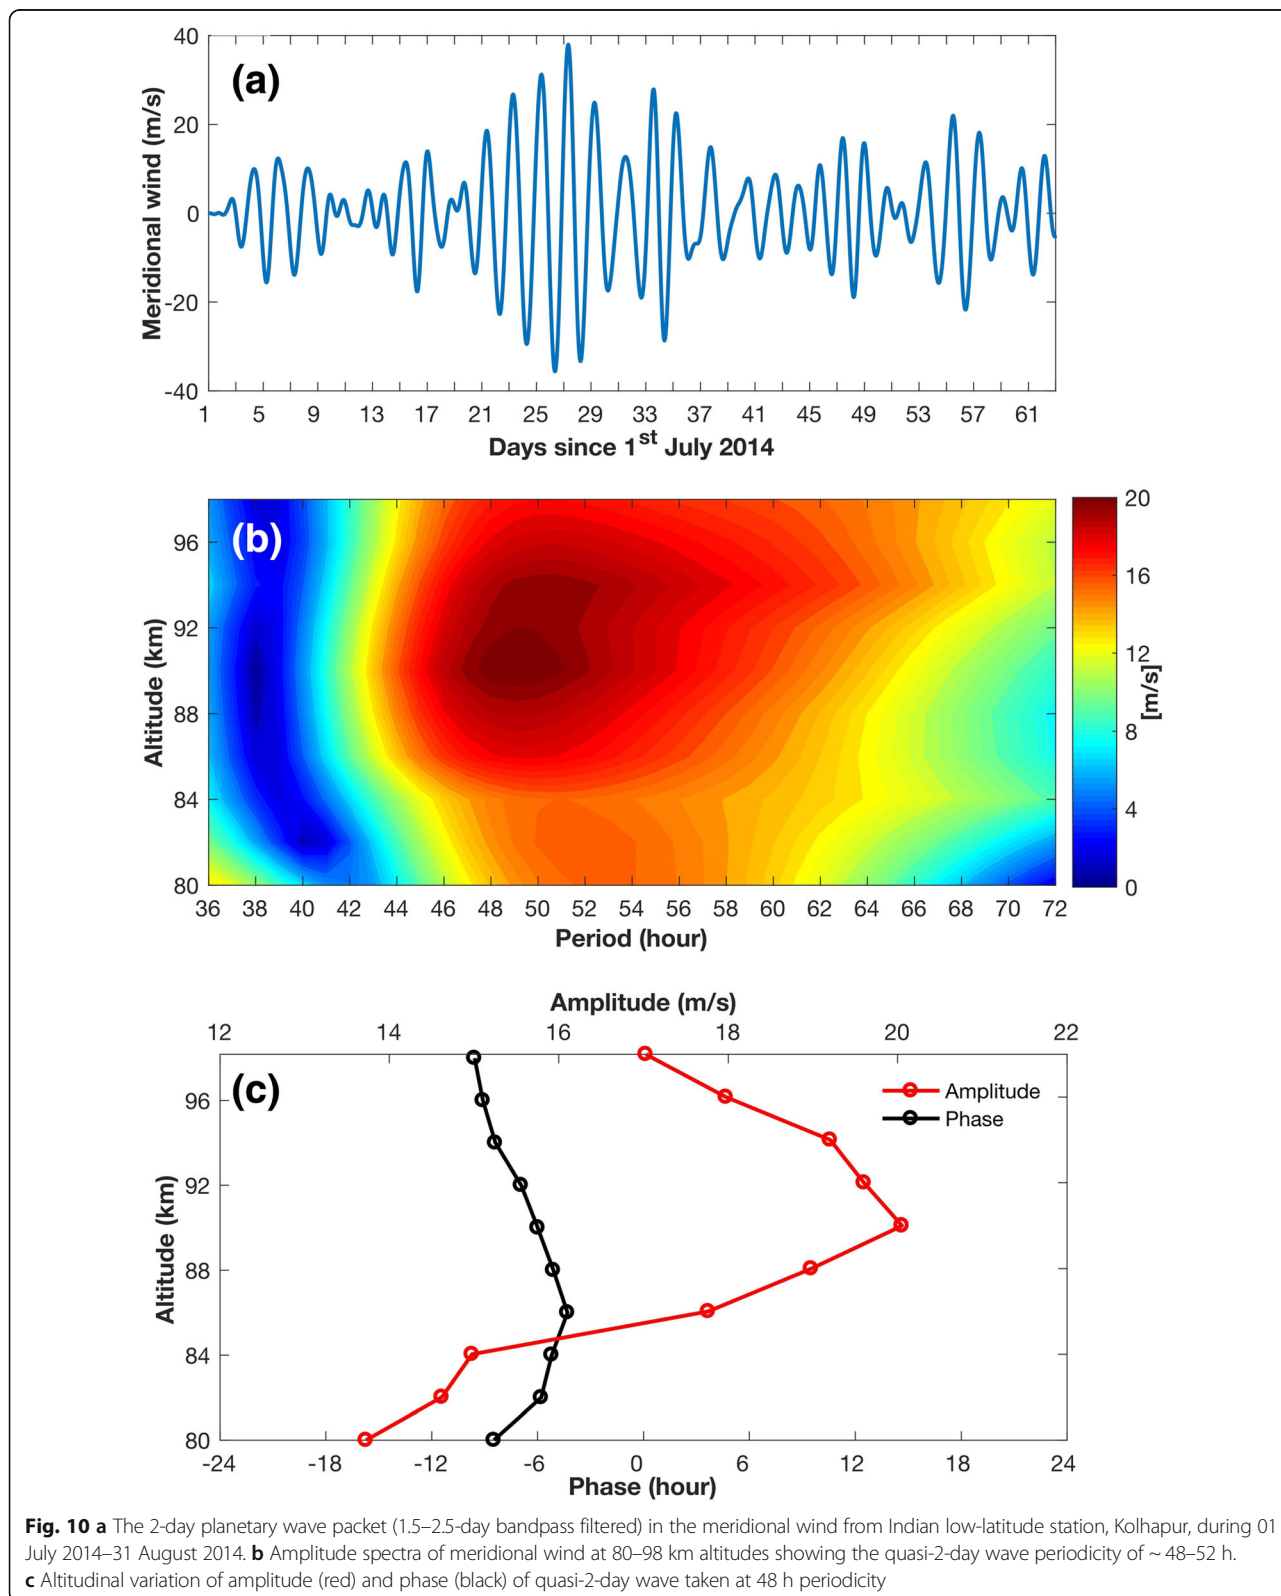 (a)
Meridional wind (m/s)
40
20
0
-20
-40
1 5 9 13 17 21 25 29 33 37 41 45 49 53 57 61
Days since 1st July 2014
(b)
Altitude (km)
96
92
88
84
80
36 38 40 42 44 46 48 50 52 54 56 58 60 62 64 66 68 70 72
Period (hour)
20
16
12
8
4
0
[m/s]
Amplitude (m/s)
12 14 16 18 20 22
(c)
Altitude (km)
96
92
88
84
80
Amplitude
Phase
-24 -18 -12 -6 0 6 12 18 24
Phase (hour)
Fig. 10 a The 2-day planetary wave packet (1.5–2.5-day bandpass filtered) in the meridional wind from Indian low-latitude station, Kolhapur, during 01
July 2014–31 August 2014. b Amplitude spectra of meridional wind at 80–98 km altitudes showing the quasi-2-day wave periodicity of ~ 48–52 h.
c Altitudinal variation of amplitude (red) and phase (black) of quasi-2-day wave taken at 48 h periodicity